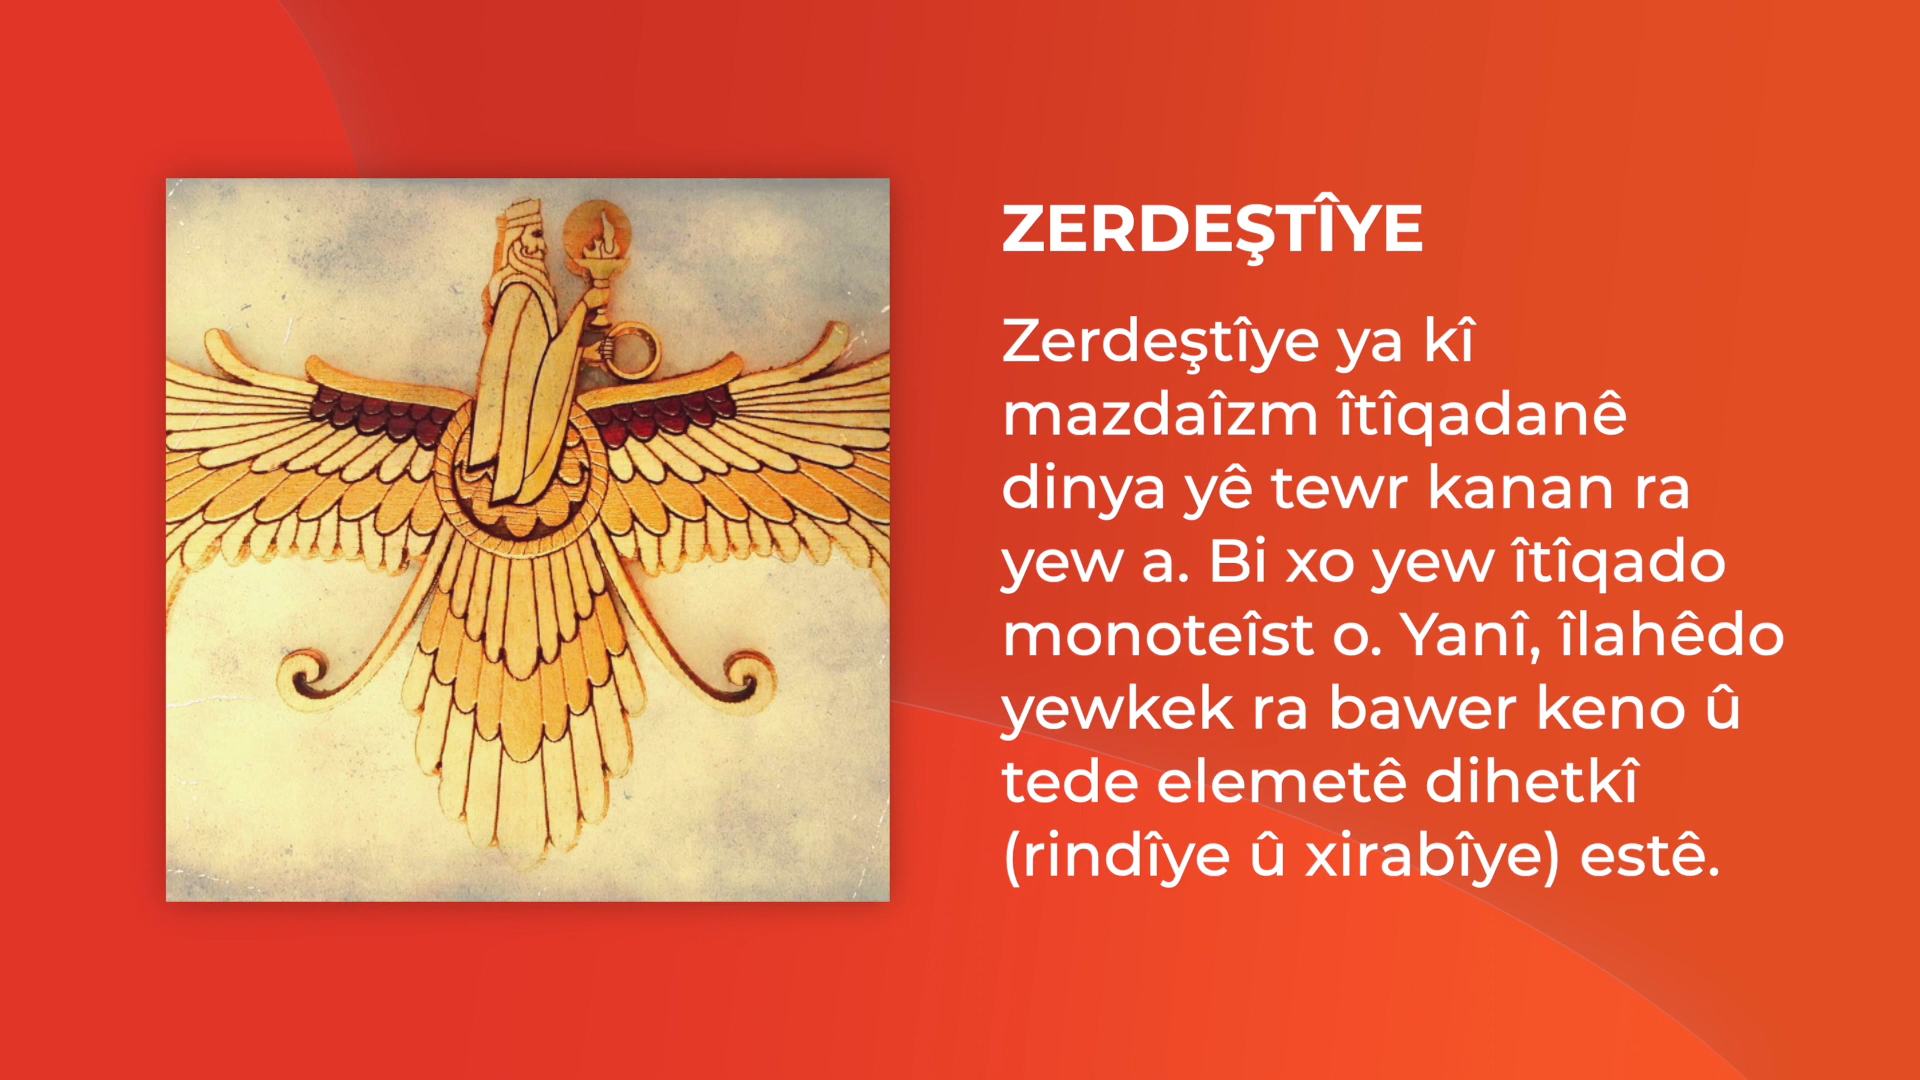 ZERDEŞTÎYE
Zerdeştîye ya kî
mazdaîzm îtîqadanê
dinya yê tewr kanan ra
yew a. Bi xo yew îtîqado
monoteîst o. Yanî, îlahêdo
yewkek ra bawer keno û
tede elemetê dihetkî
(rindîye û xirabîye) estê.